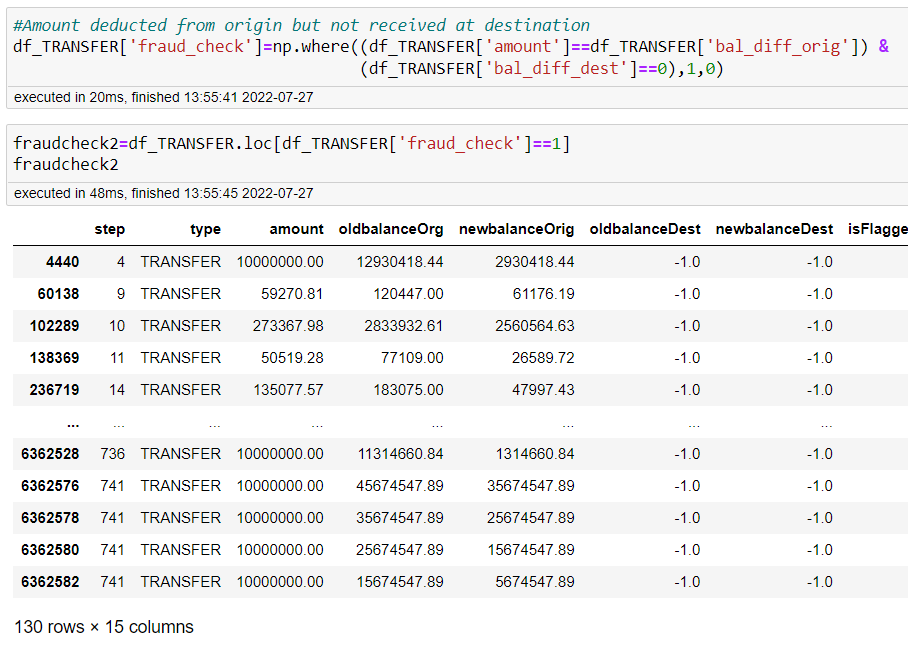 #Amount deducted from origin but not received at destination
df_TRANSFER['fraud_check']=np.where((df_TRANSFER['amount']==df_TRANSFER['bal_diff_orig']) &
(df_TRANSFER['bal_diff_dest']==0),1,0)
executed in 20ms, finished 13:55:41 2022-07-27
fraudcheck2=df_TRANSFER.loc[df_TRANSFER['fraud_check']==1]
fraudcheck2
executed in 48ms, finished 13:55:45 2022-07-27
step type amount oldbalanceOrg newbalanceOrig oldbalanceDest newbalanceDest isFlagge
4440 4 TRANSFER 10000000.00 12930418.44 2930418.44 -1.0 -1.0
60138 9 TRANSFER 59270.81 120447.00 61176.19 -1.0 -1.0
102289 10 TRANSFER 273367.98 2833932.61 2560564.63 -1.0 -1.0
138369 11 TRANSFER 50519.28 77109.00 26589.72 -1.0 -1.0
236719 14 TRANSFER 135077.57 183075.00 47997.43 -1.0 -1.0
... ... ... ... ... ... ... ...
6362528 736 TRANSFER 10000000.00 11314660.84 1314660.84 -1.0 -1.0
6362576 741 TRANSFER 10000000.00 45674547.89 35674547.89 -1.0 -1.0
6362578 741 TRANSFER 10000000.00 35674547.89 25674547.89 -1.0 -1.0
6362580 741 TRANSFER 10000000.00 25674547.89 15674547.89 -1.0 -1.0
6362582 741 TRANSFER 10000000.00 15674547.89 5674547.89 -1.0 -1.0
130 rows × 15 columns